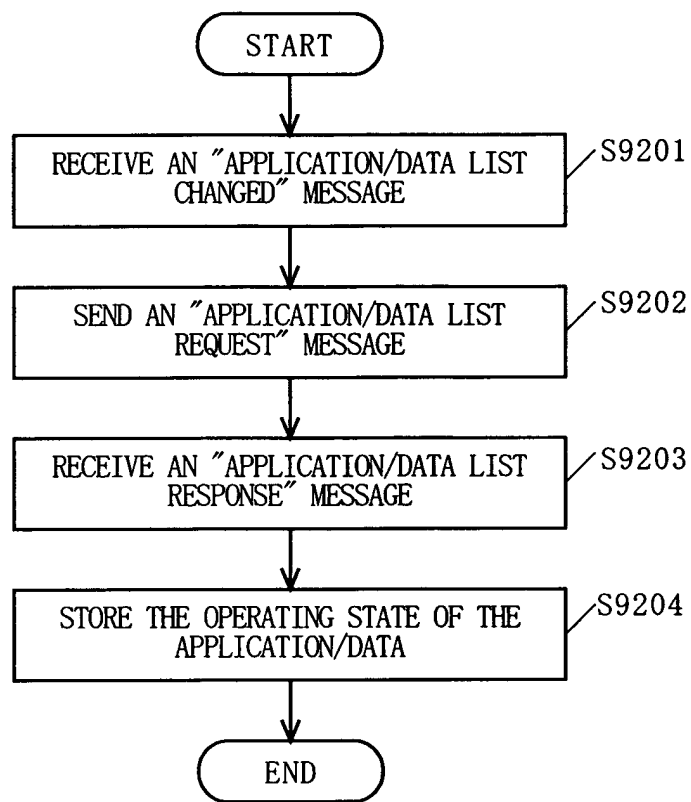 START
RECEIVE AN "APPLICATION/DATA LIST
CHANGED" MESSAGE
S9201
SEND AN "APPLICATION/DATA LIST
REQUEST" MESSAGE
S9202
RECEIVE AN "APPLICATION/DATA LIST
RESPONSE" MESSAGE
S9203
STORE THE OPERATING STATE OF THE
APPLICATION/DATA
S9204
END